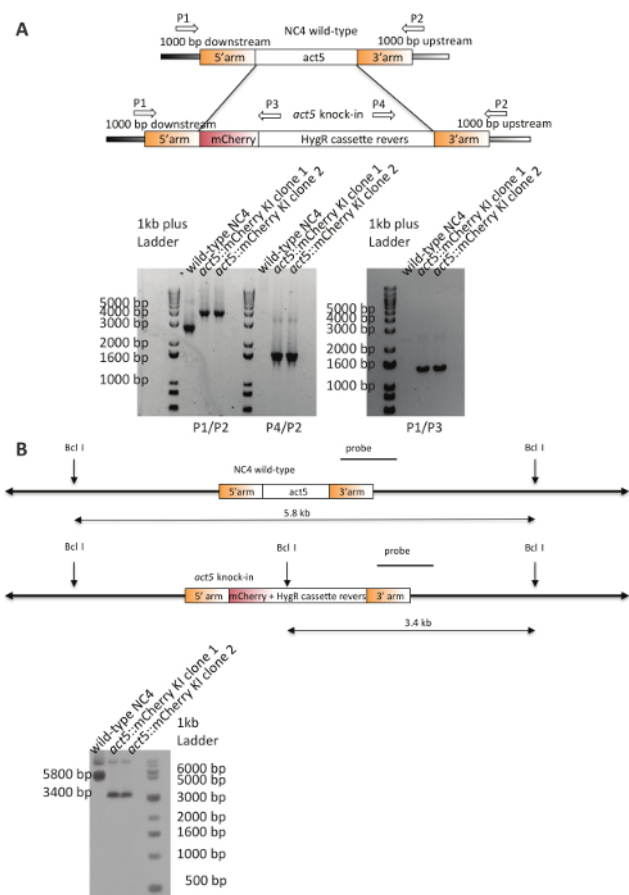 A
P1
NC4 wild-type
P2
1000 bp downstream
1000 bp upstream
5'arm
act5
3'arm
P1
P3
act5 knock-in
P4
P2
1000 bp downstream
1000 bp upstream
5'arm
mCherry
HygR cassette revers
3'arm
1kb plus
Ladder
wild-type NC4
act5::mCherry KI clone 1
act5::mCherry KI clone 2
wild-type NC4
act5::mCherry KI clone 1
act5::mCherry KI clone 2
5000 bp
4000 bp
3000 bp
2000 bp
1600 bp
1000 bp
P1/P2
P4/P2
1kb plus
Ladder
wild-type NC4
act5::mCherry KI clone 1
act5::mCherry KI clone 2
5000 bp
4000 bp
3000 bp
2000 bp
1600 bp
1000 bp
P1/P3
B
Bcl I
probe
Bcl I
NC4 wild-type
5'arm
act5
3'arm
5.8 kb
Bcl I
Bcl I
probe
Bcl I
act5 knock-in
5' arm
mCherry + HygR cassette revers
3' arm
3.4 kb
wild-type NC4
act5::mCherry KI clone 1
act5::mCherry KI clone 2
1kb
Ladder
5800 bp
3400 bp
6000 bp
5000 bp
3000 bp
2000 bp
1600 bp
1000 bp
500 bp